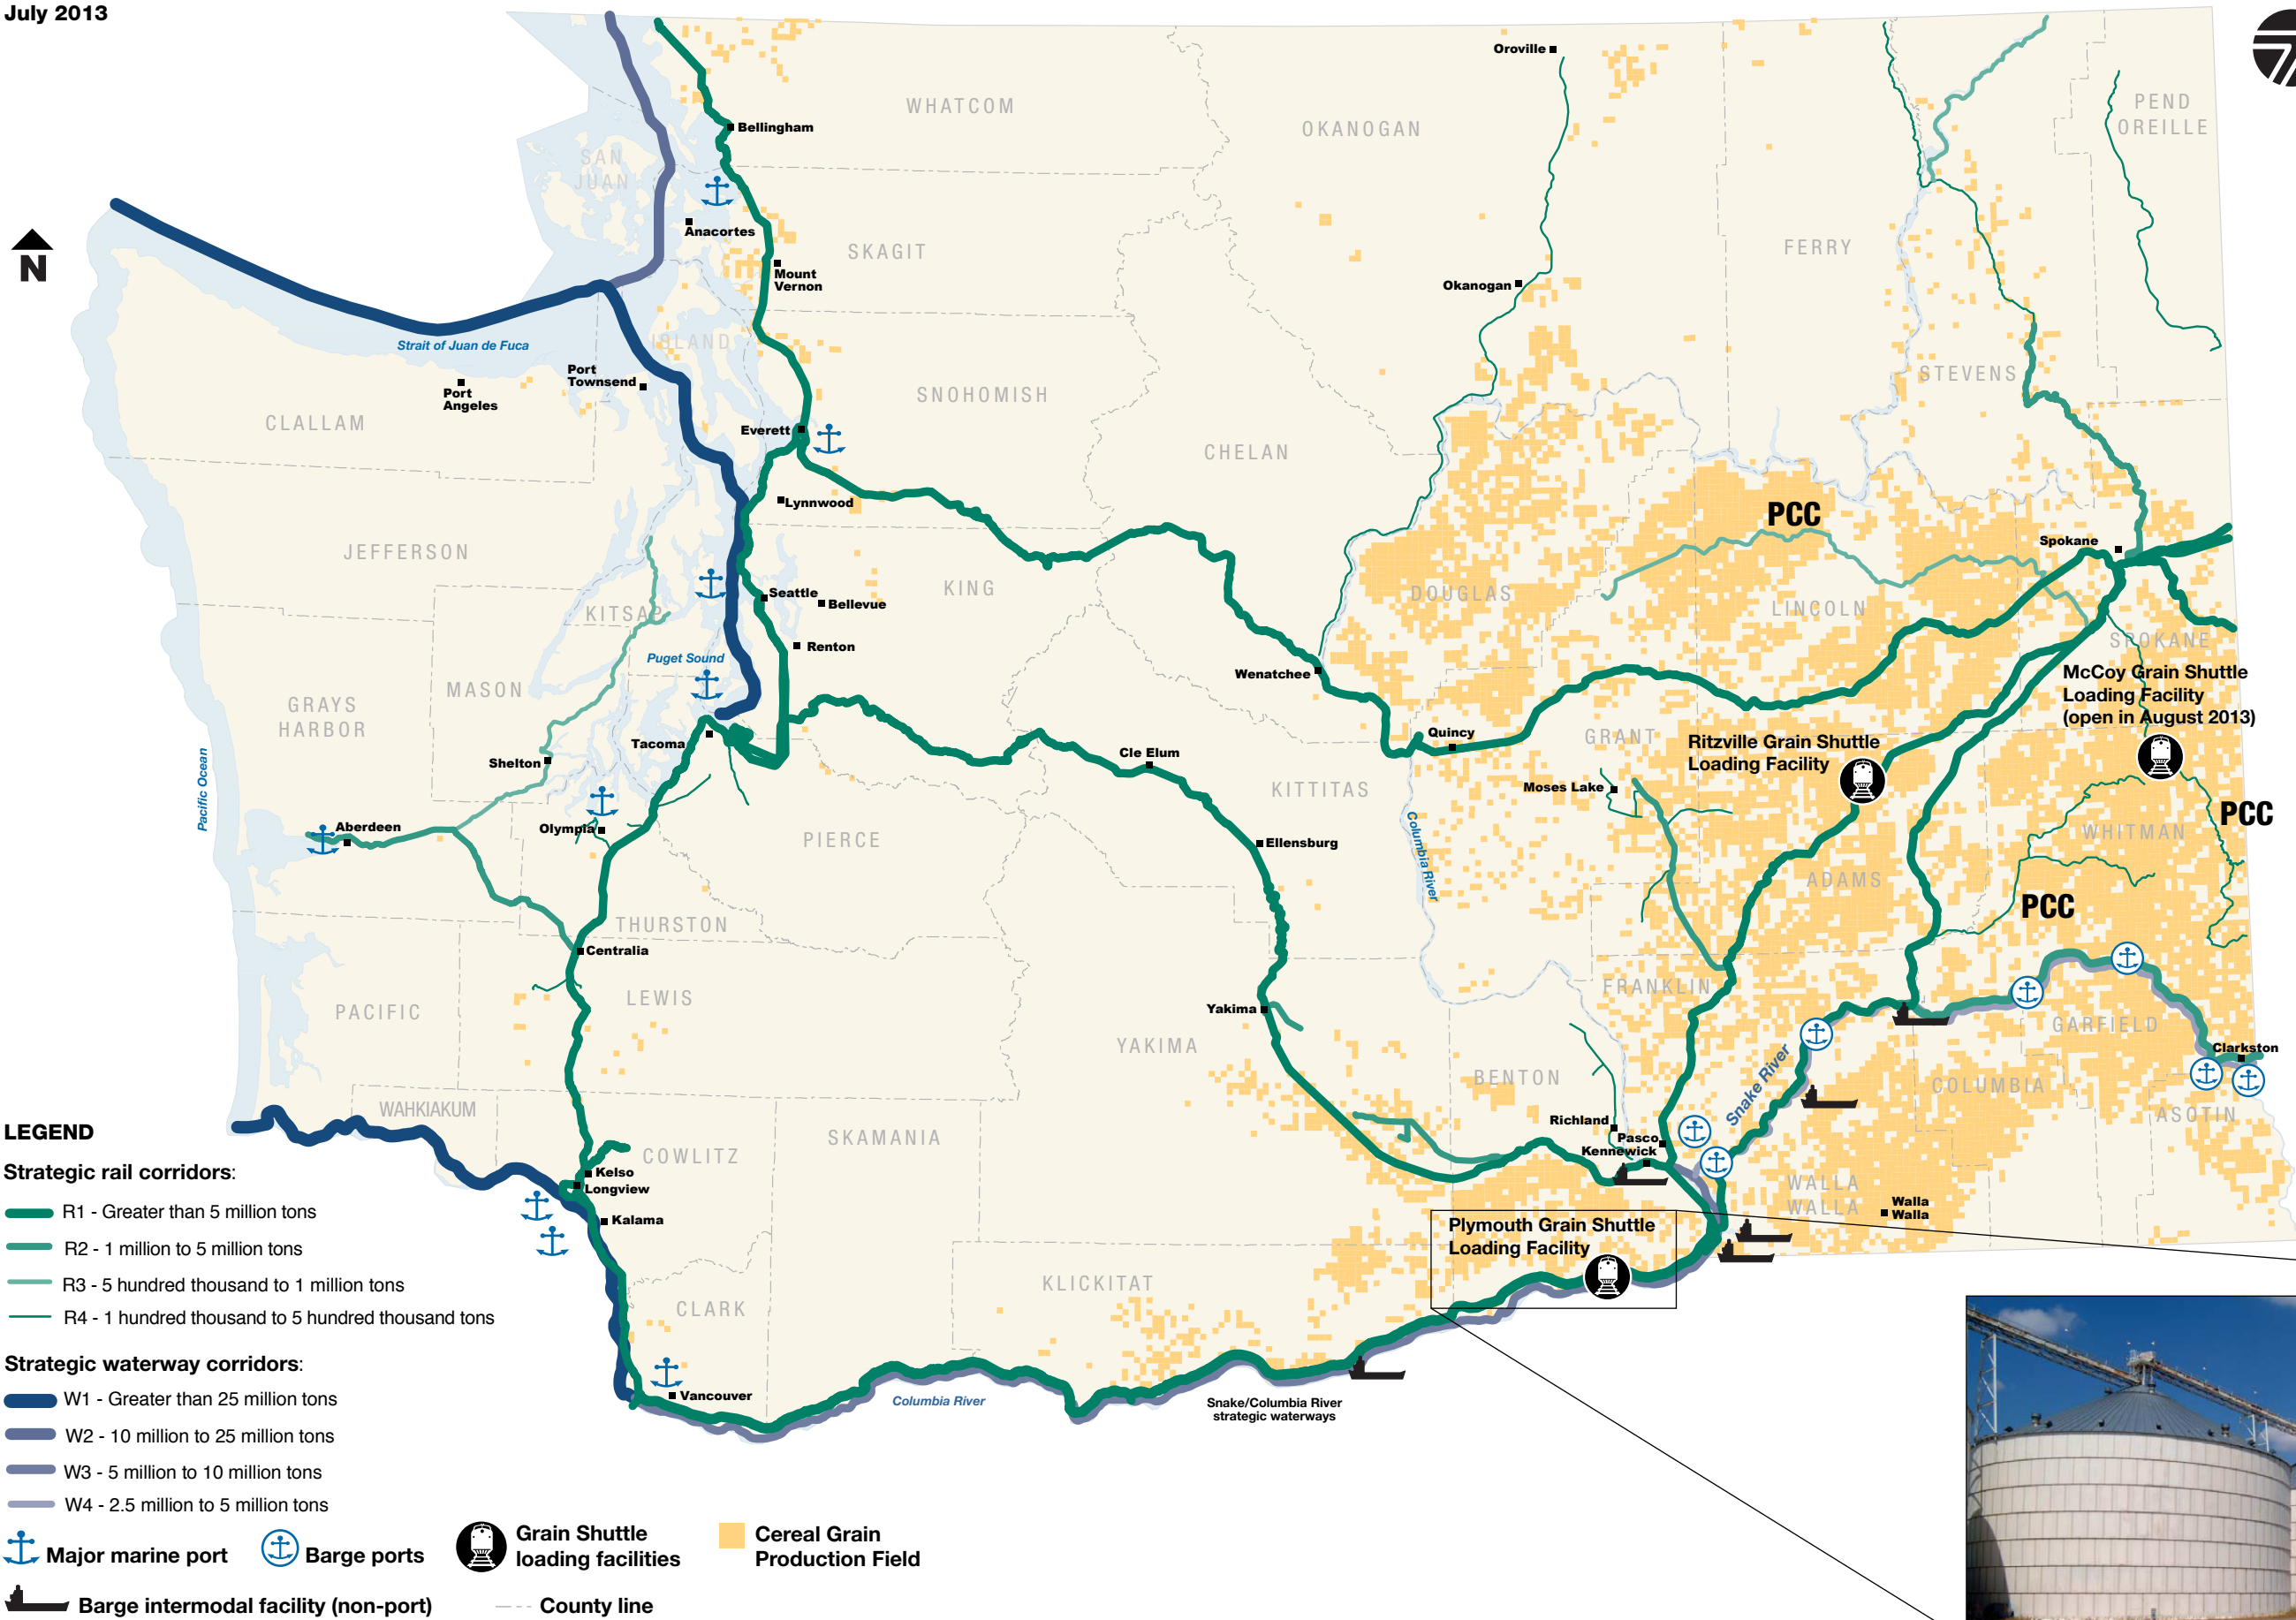 July 2013
N
Oroville
WHATCOM
OKANOGAN
PEND
OREILLE
Bellingham
SAN
JUAN
Anacortes
SKAGIT
Mount
Vernon
FERRY
Okanogan
Strait of Juan de Fuca
ISLAND
Port
Townsend
Port
Angeles
STEVENS
CLALLAM
SNOHOMISH
Everett
CHELAN
Lynnwood
PCC
Spokane
JEFFERSON
KING
Seattle
Bellevue
DOUGLAS
LINCOLN
KITSAP
SPOKANE
Renton
Puget Sound
Wenatchee
McCoy Grain Shuttle
Loading Facility
(open in August 2013)
MASON
GRAYS
HARBOR
Tacoma
Quincy
GRANT
Ritzville Grain Shuttle
Loading Facility
Cle Elum
Shelton
Pacific Ocean
KITTITAS
Moses Lake
PCC
Aberdeen
Olympia
PIERCE
Ellensburg
Columbia River
WHITMAN
ADAMS
PCC
THURSTON
Centralia
LEWIS
FRANKLIN
PACIFIC
Yakima
YAKIMA
GARFIELD
Clarkston
Snake River
BENTON
COLUMBIA
WAHKIAKUM
ASOTIN
Richland
Pasco
Kennewick
SKAMANIA
COWLITZ
Kelso
Longview
Kalama
WALLA
WALLA
Walla
Walla
Plymouth Grain Shuttle
Loading Facility
KLICKITAT
CLARK
Vancouver
Columbia River
Snake/Columbia River
strategic waterways
LEGEND
Strategic rail corridors:
R1 - Greater than 5 million tons
R2 - 1 million to 5 million tons
R3 - 5 hundred thousand to 1 million tons
R4 - 1 hundred thousand to 5 hundred thousand tons
Strategic waterway corridors:
W1 - Greater than 25 million tons
W2 - 10 million to 25 million tons
W3 - 5 million to 10 million tons
W4 - 2.5 million to 5 million tons
Major marine port
Barge ports
Grain Shuttle
loading facilities
Cereal Grain
Production Field
Barge intermodal facility (non-port)
County line